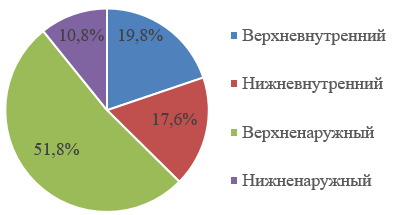 10,8%
19,8%
17,6%
51,8%
Верхневнутренний
Нижневнутренний
Верхненаружный
Нижненаружный